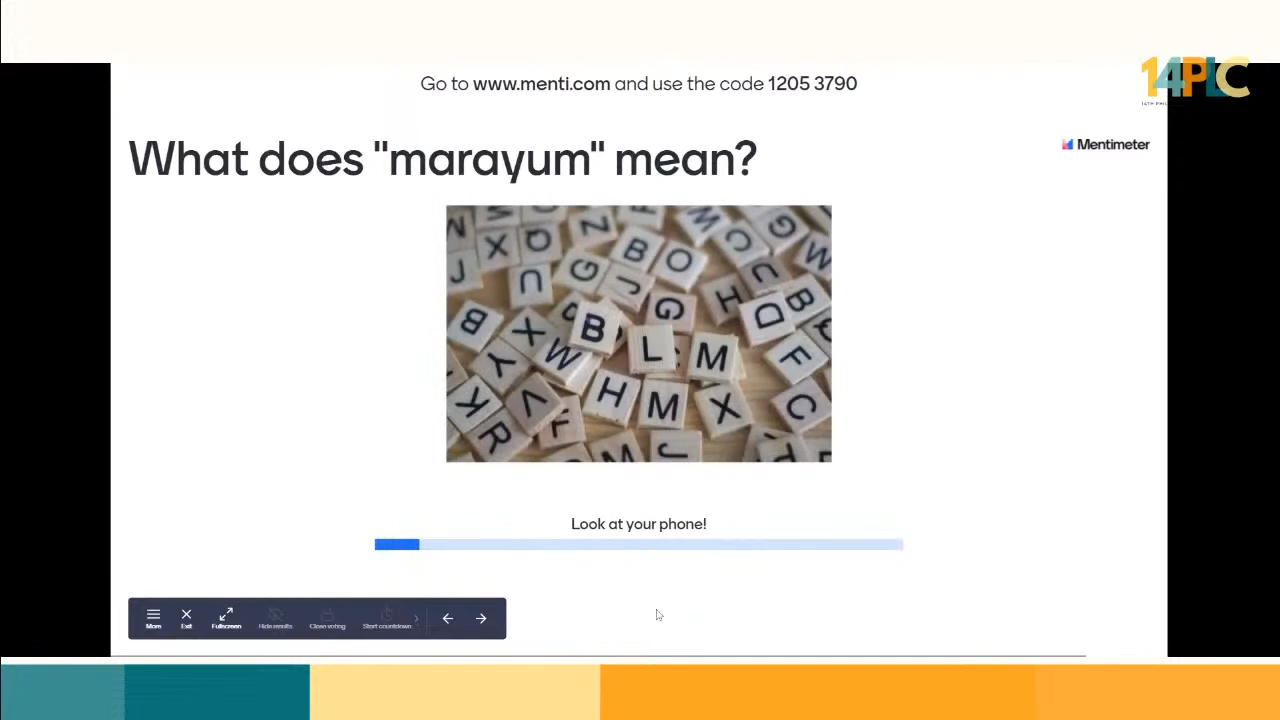 Go to www.menti.com and use the code 1205 3790
14PLC
What does "marayum" mean?
Mentimeter
Look at your phone!
More
Exit
Fullscreen
Hide results
Close voting
Start countdown